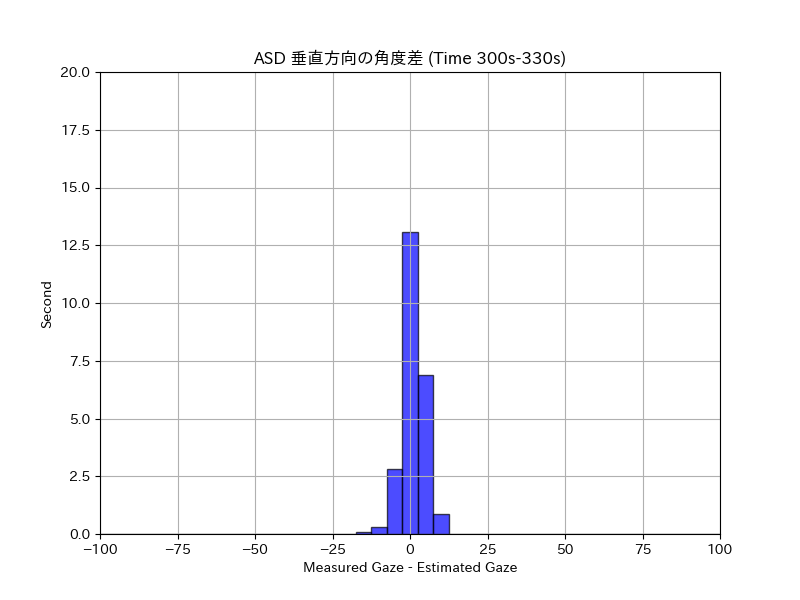 ASD 垂直方向の角度差 (Time 300s-330s)
20.0
17.5
15.0
12.5
10.0
7.5
5.0
2.5
0.0
Second
−100 −75 −50 −25 0 25 50 75 100
Measured Gaze - Estimated Gaze